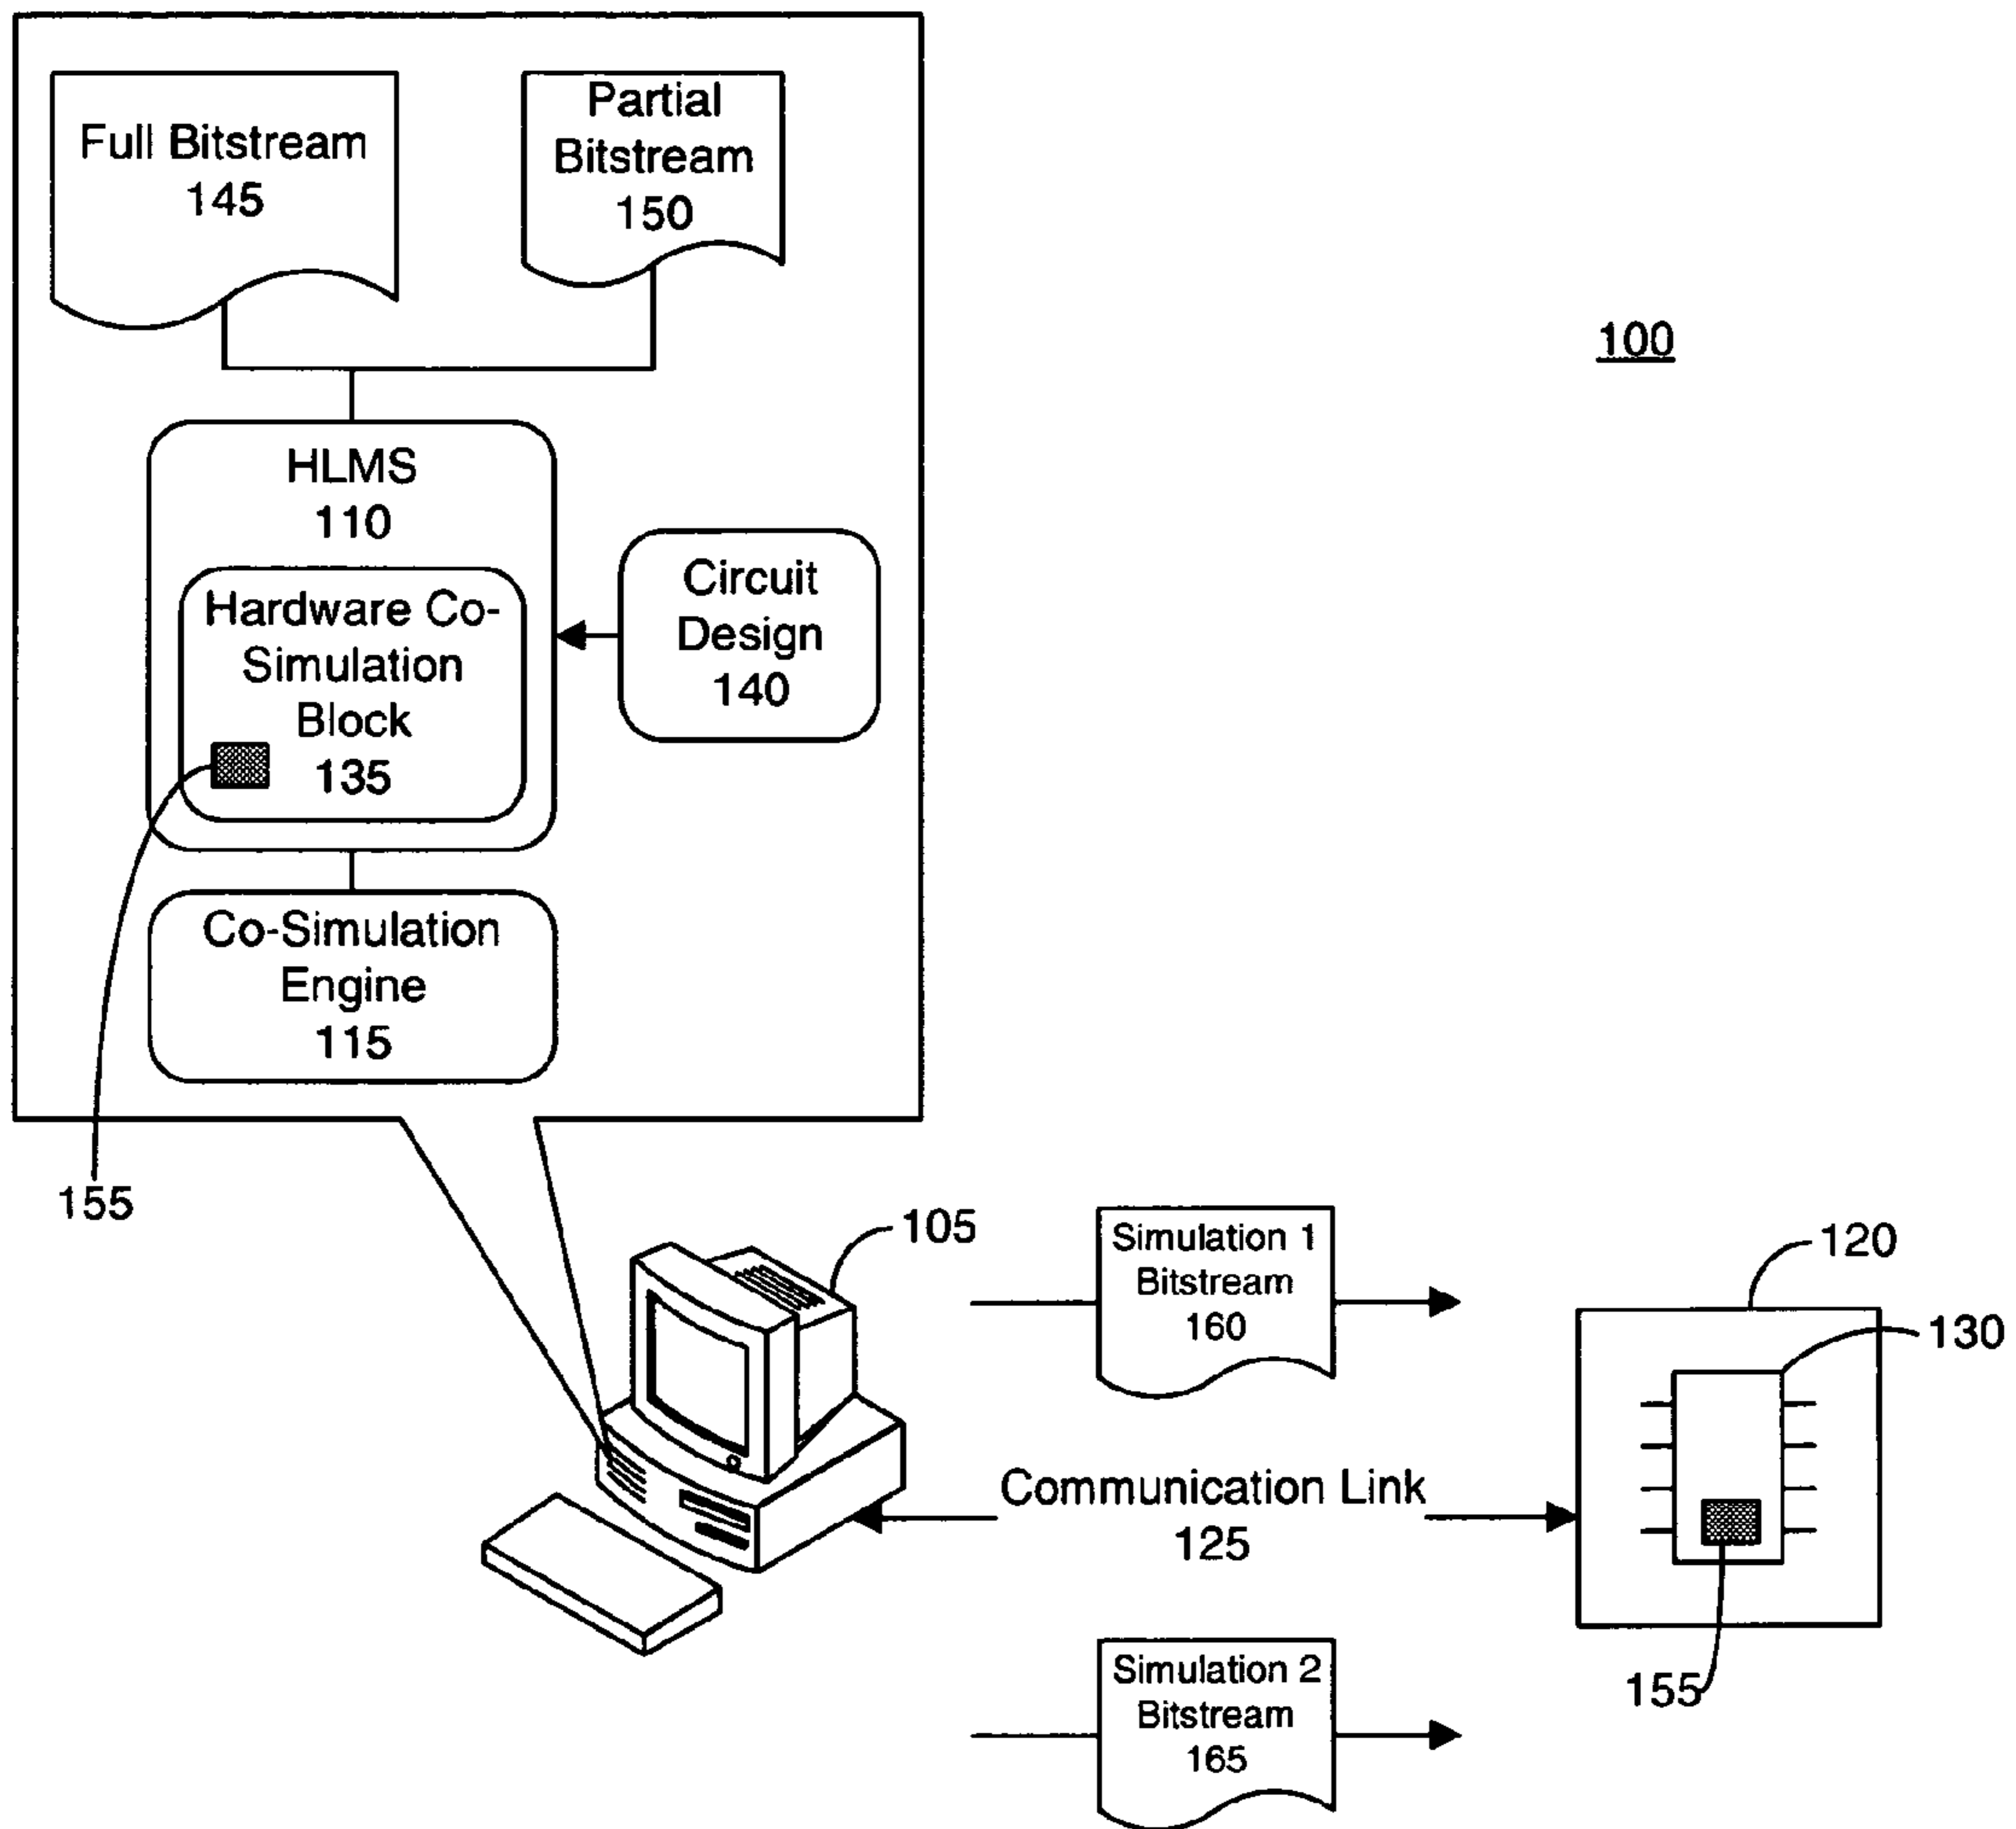 Full Bitstream
145
Partial
Bitstream
150
100
HLMS
110
Hardware Co-
Simulation
Block
135
Circuit
Design
140
Co-Simulation
Engine
115
155
105
Simulation 1
Bitstream
160
120
130
Communication Link
125
155
Simulation 2
Bitstream
165